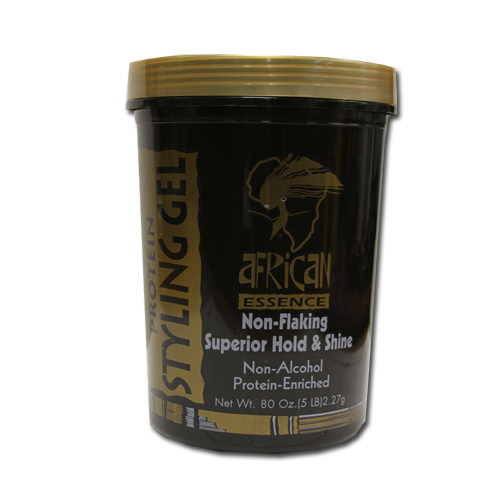 PROTEIN
STYLING GEL
AFRICAN
ESSENCE
Non-Flaking
Superior Hold & Shine
Non-Alcohol
Protein-Enriched
Net Wt. 80 Oz.(5 LB)2.27g